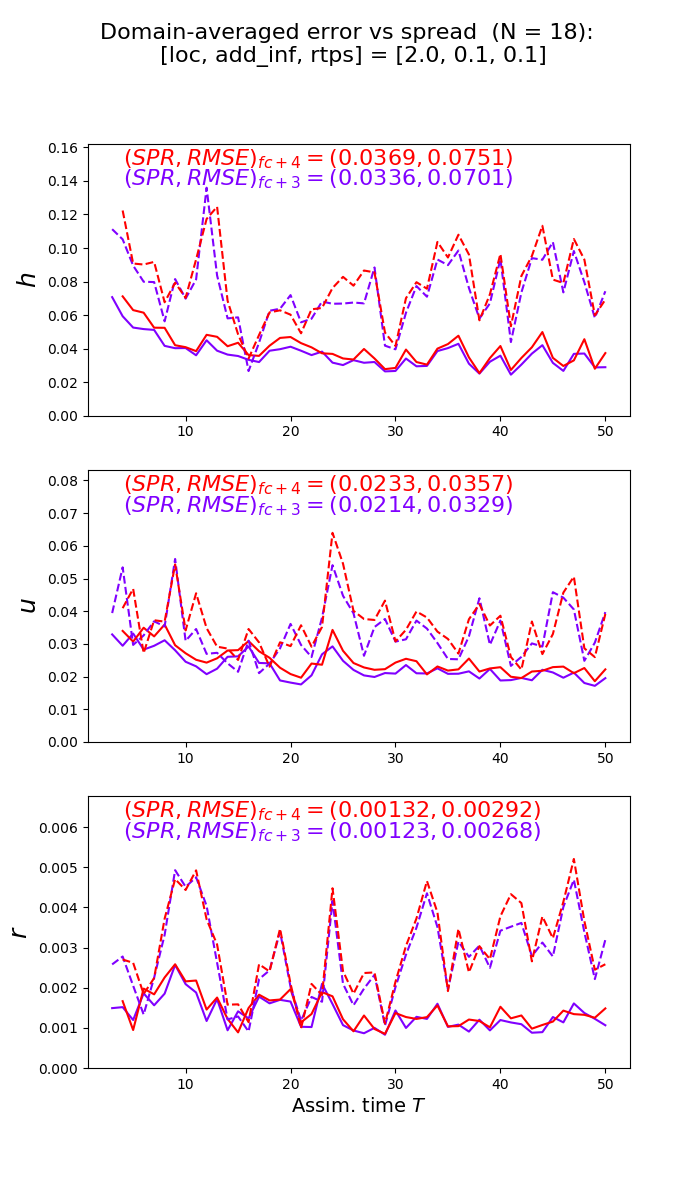 Domain-averaged error vs spread  (N = 18):
[loc, add_inf, rtps] = [2.0, 0.1, 0.1]
0.16
(SPR, RMSE)fc+4 = (0.0369, 0.0751)
(SPR, RMSE)fc+3 = (0.0336, 0.0701)
0.14
0.12
0.10
h
0.08
0.06
0.04
0.02
0.00
10 20 30 40 50
0.08
(SPR, RMSE)fc+4 = (0.0233, 0.0357)
(SPR, RMSE)fc+3 = (0.0214, 0.0329)
0.07
0.06
0.05
u
0.04
0.03
0.02
0.01
0.00
10 20 30 40 50
(SPR, RMSE)fc+4 = (0.00132, 0.00292)
(SPR, RMSE)fc+3 = (0.00123, 0.00268)
0.006
0.005
0.004
r
0.003
0.002
0.001
0.000
10 20 30 40 50
Assim. time T